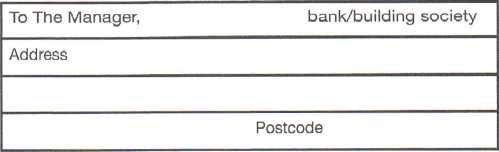 To The Manager, bank/building society
Address
Postcode